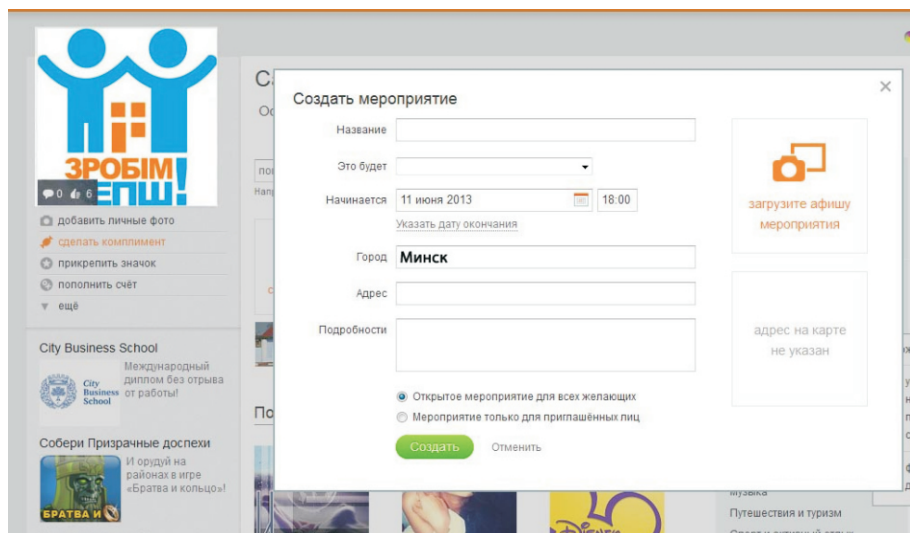 ЗРОБIМ
ЕПШ!
0 6
добавить личные фото
сделать комплимент
прикрепить значок
пополнить счёт
ещё
City Business School
City
Business
School
Международный
диплом без отрыва
от работы!
Собери Призрачные доспехи
БРАТВА И
И орудуй на
районах в игре
«Братва и кольцо»!
Создать мероприятие
Название
Это будет
Начинается 11 июня 2013 18:00
Указать дату окончания
Город Минск
Адрес
Подробности
Открытое мероприятие для всех желающих
Мероприятие только для приглашённых лиц
Создать Отменить
загрузите афишу
мероприятия
адрес на карте
не указан
Disney
Музыка
Путешествия и туризм